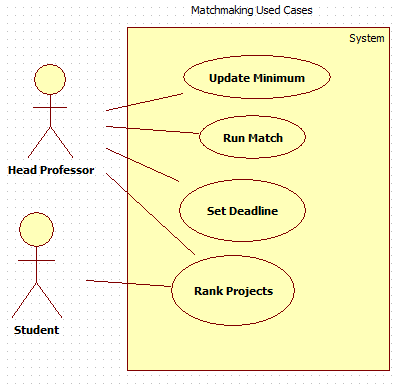 Matchmaking Used Cases
System
Update Minimum
Run Match
Head Professor
Set Deadline
Rank Projects
Student